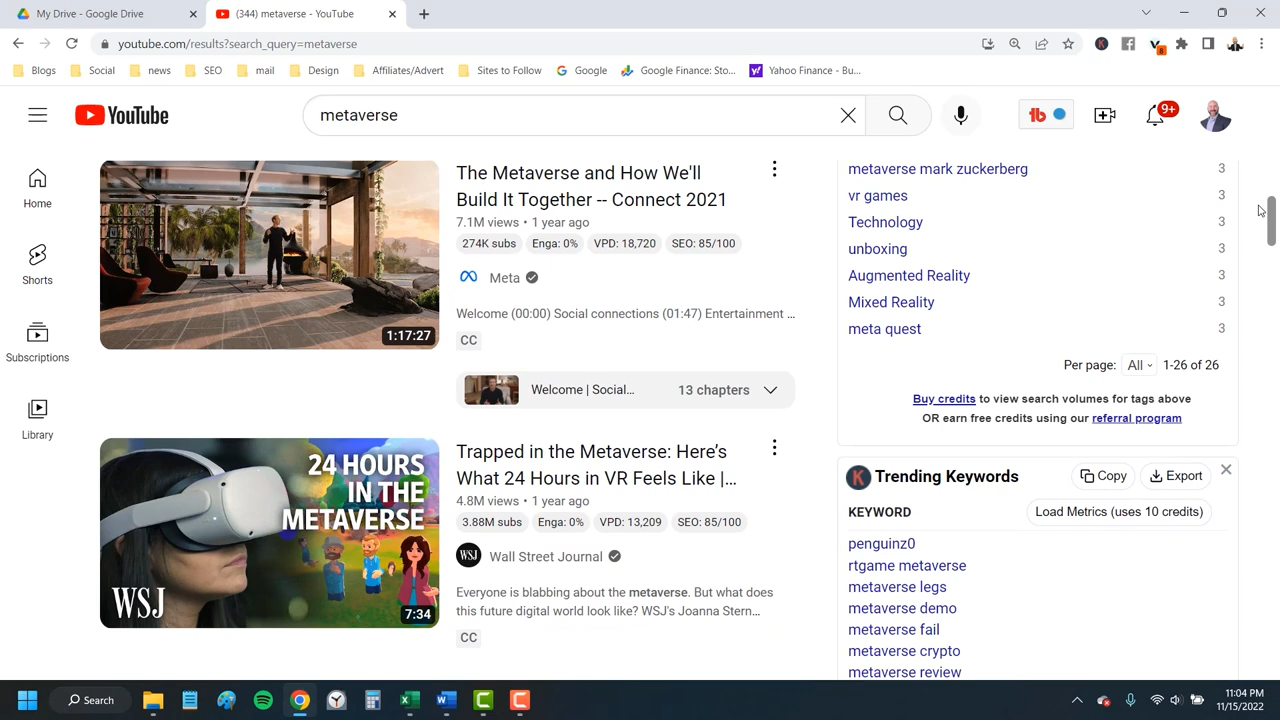 My Drive - Google Drive
(344) metaverse - YouTube
youtube.com/results?search_query=metaverse
8
Blogs
Social
news
SEO
mail
Design
Affiliates/Advert
Sites to Follow
Google
Google Finance: Sto...
Yahoo Finance - Bu...
YouTube
metaverse
tb
9+
Home
Shorts
Subscriptions
Library
1:17:27
The Metaverse and How We'll
Build It Together -- Connect 2021
7.1M views • 1 year ago
274K subs
Enga: 0%
VPD: 18,720
SEO: 85/100
Meta
Welcome (00:00) Social connections (01:47) Entertainment ...
CC
Welcome | Social...
13 chapters
24 HOURS
IN THE
METAVERSE
WSJ
7:34
Trapped in the Metaverse: Here’s
What 24 Hours in VR Feels Like |...
4.8M views • 1 year ago
3.88M subs
Enga: 0%
VPD: 13,209
SEO: 85/100
WSJ
Wall Street Journal
Everyone is blabbing about the metaverse. But what does
this future digital world look like? WSJ's Joanna Stern...
CC
metaverse mark zuckerberg 3
vr games 3
Technology 3
unboxing 3
Augmented Reality 3
Mixed Reality 3
meta quest 3
Per page: All 1-26 of 26
Buy credits to view search volumes for tags above
OR earn free credits using our referral program
K Trending Keywords
Copy
Export
KEYWORD
Load Metrics (uses 10 credits)
penguinz0
rtgame metaverse
metaverse legs
metaverse demo
metaverse fail
metaverse crypto
metaverse review
Search
11:04 PM
11/15/2022